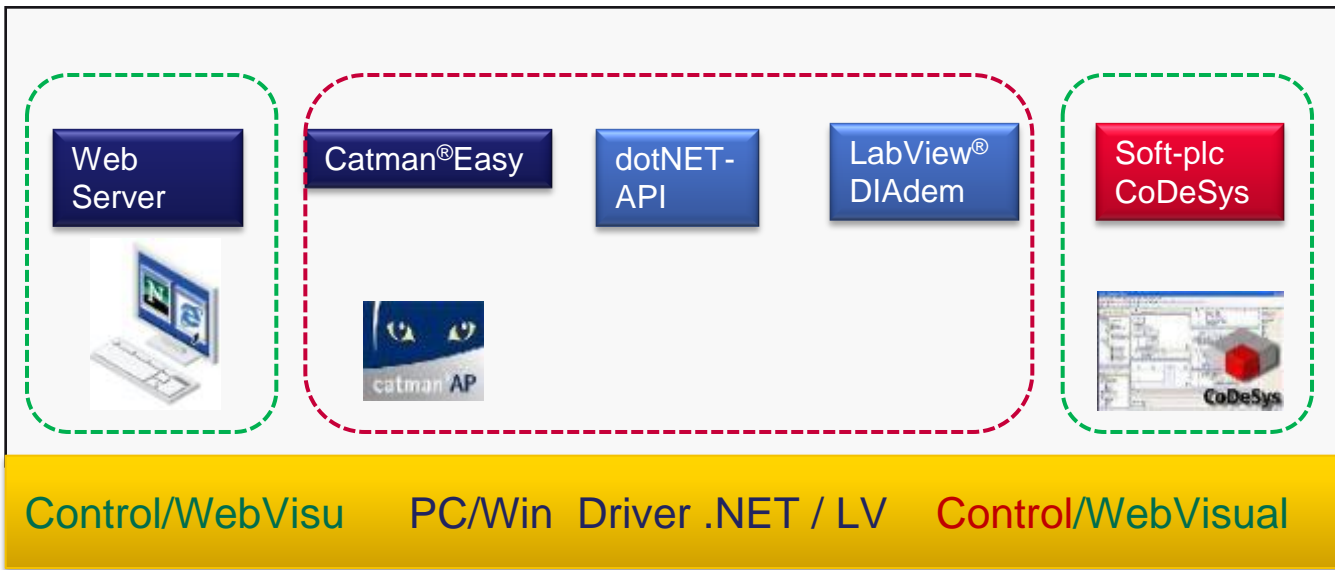 Web
Server
Catman®Easy
dotNET-
API
LabView®
DIAdem
Soft-plc
CoDeSys
N
catman AP
CoDeSys
Control/WebVisu PC/Win Driver .NET / LV Control/WebVisual